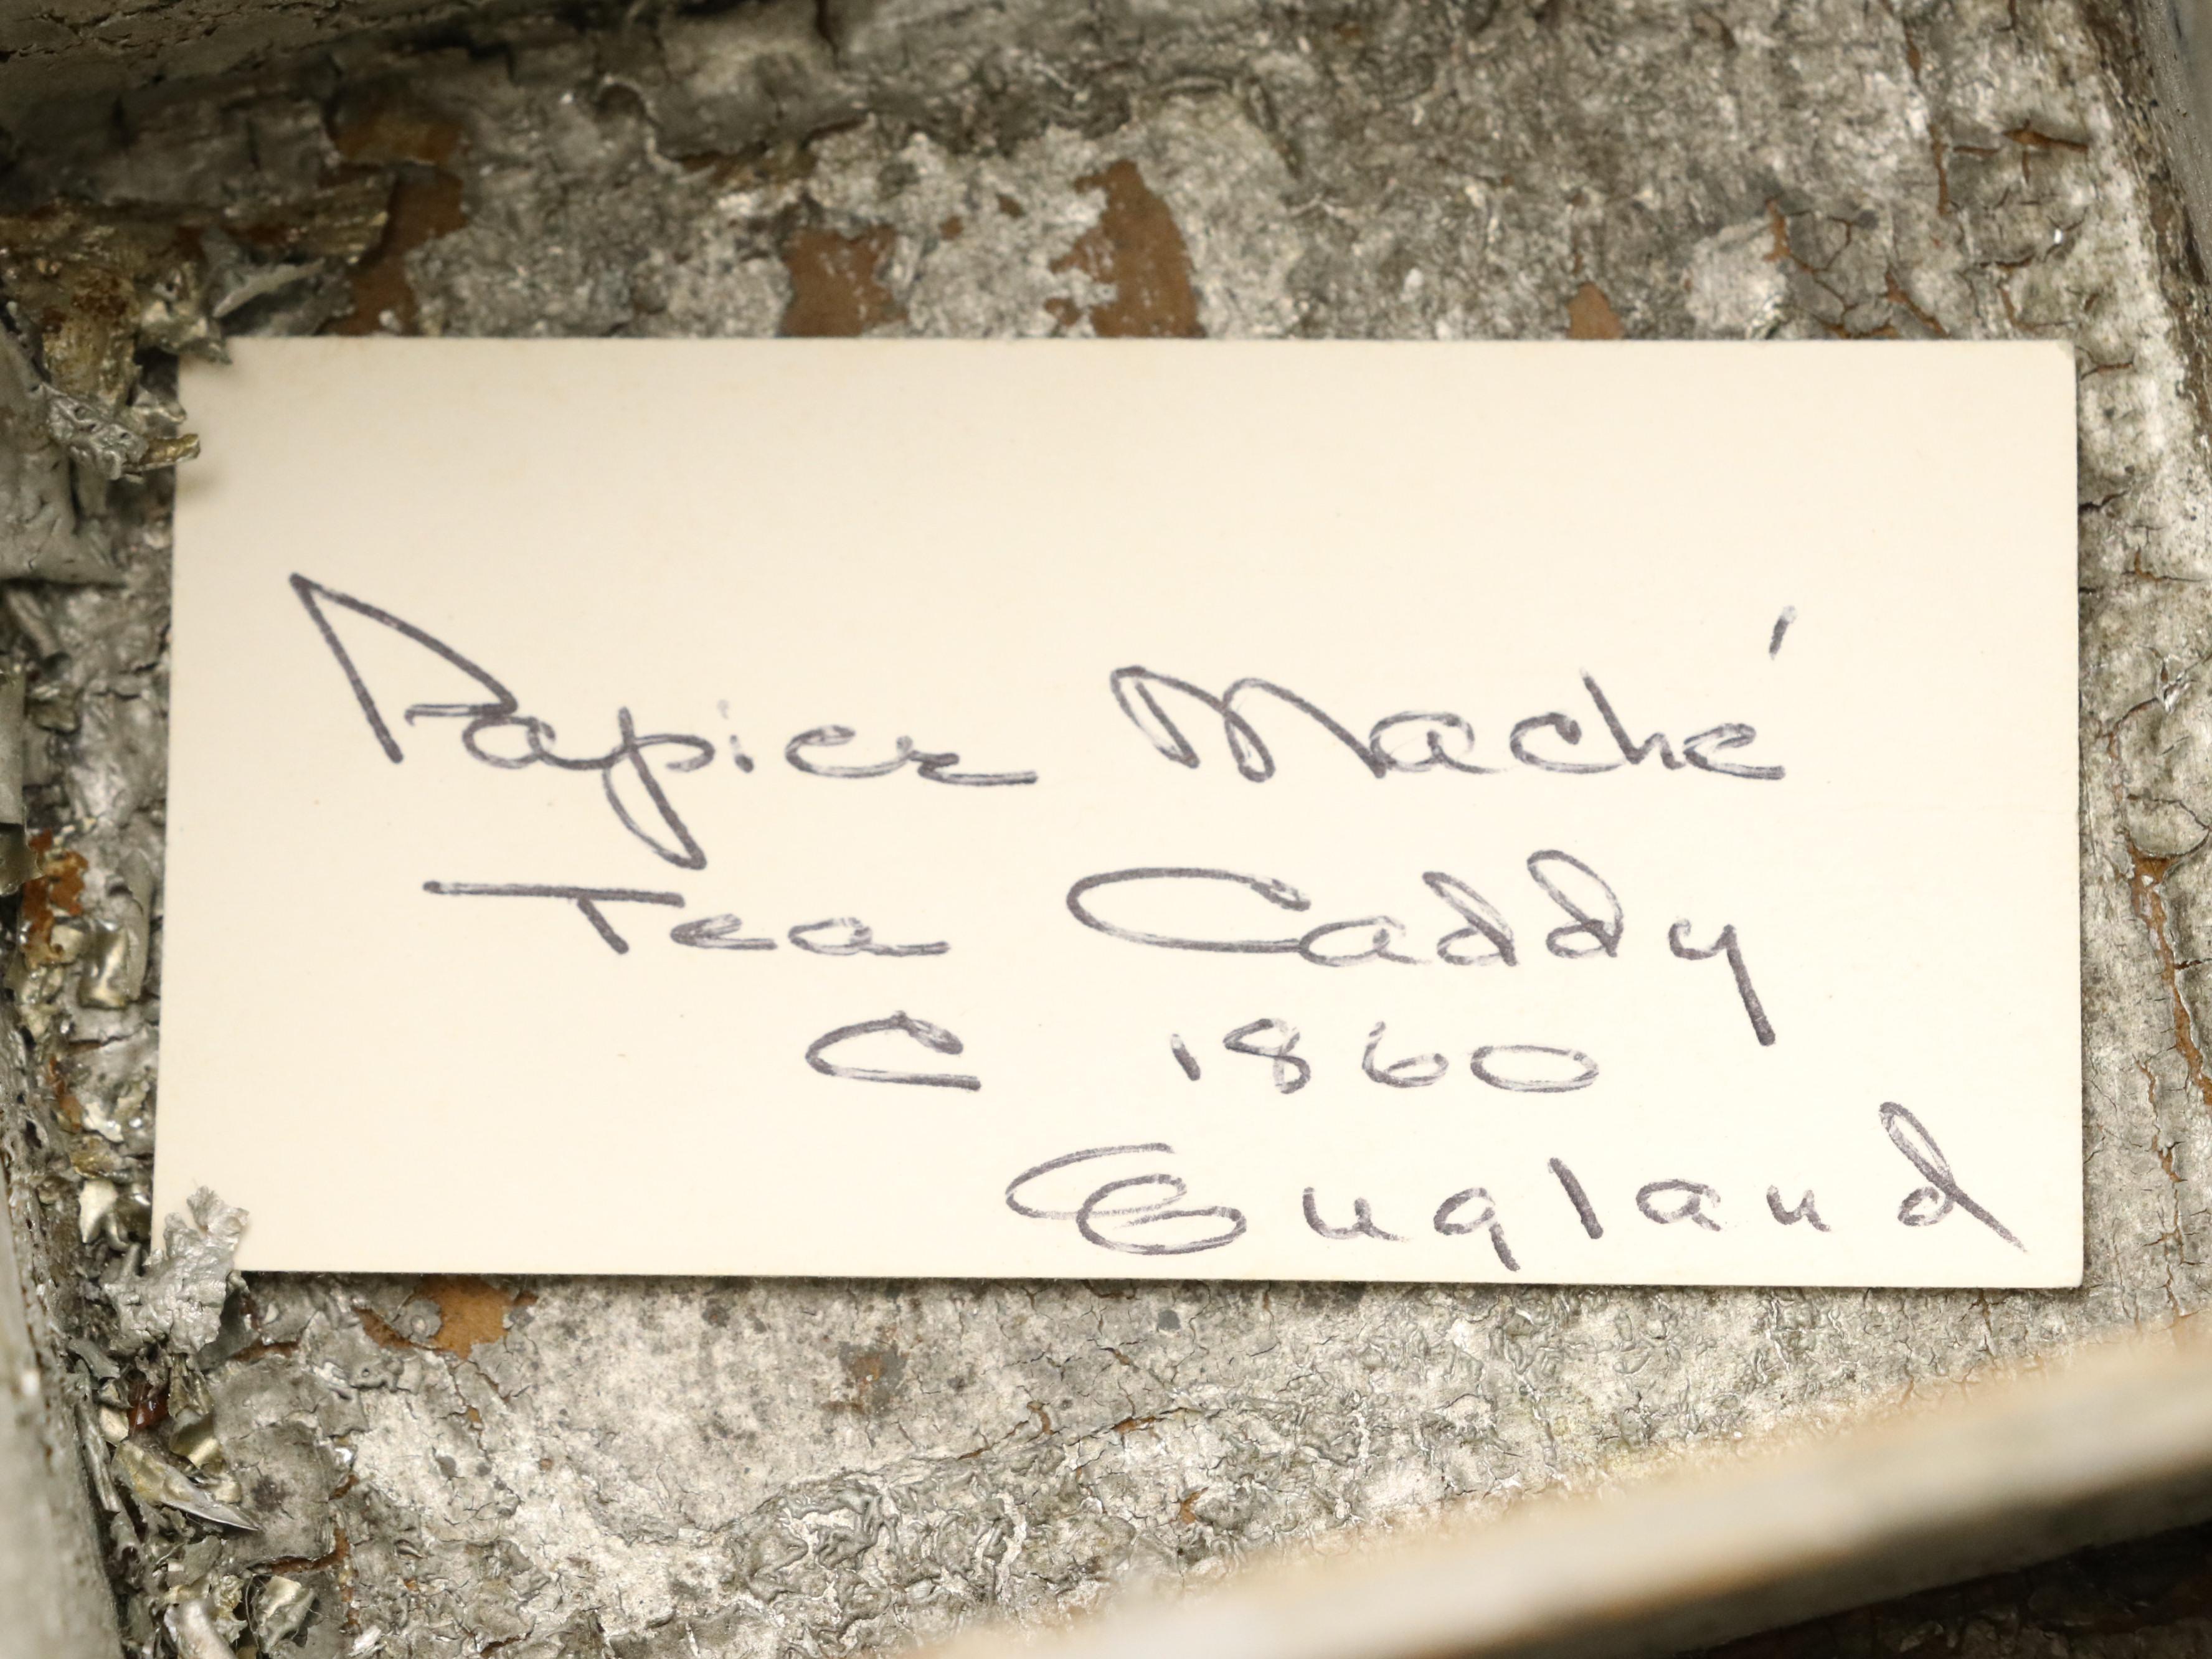 Papier Maché
Tea Caddy
C 1860
England